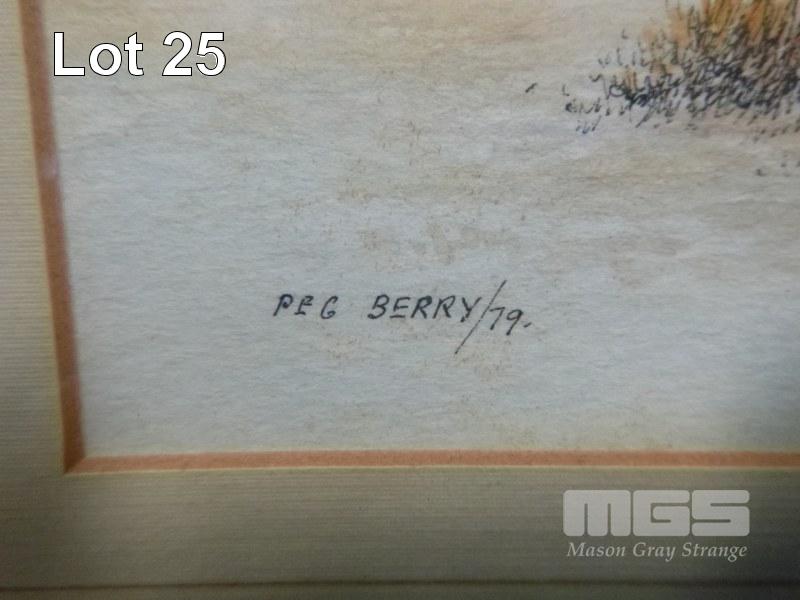 Lot 25
PEG BERRY/79.
MGS
Mason Gray Strange